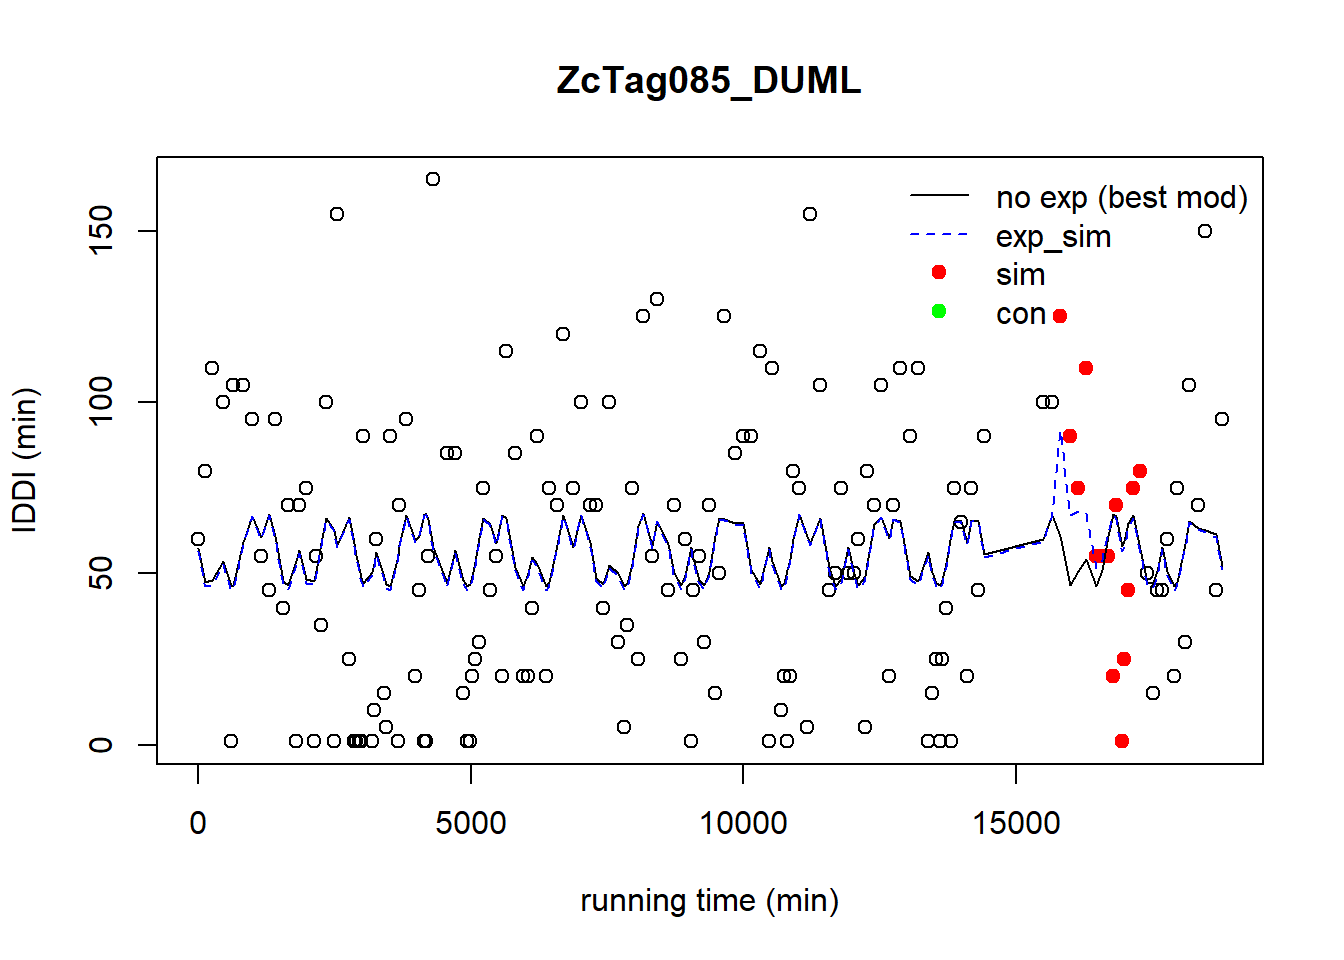 ZcTag085_DUML
IDDI (min)
150
100
50
0
no exp (best mod)
exp_sim
sim
con
0 5000 10000 15000
running time (min)